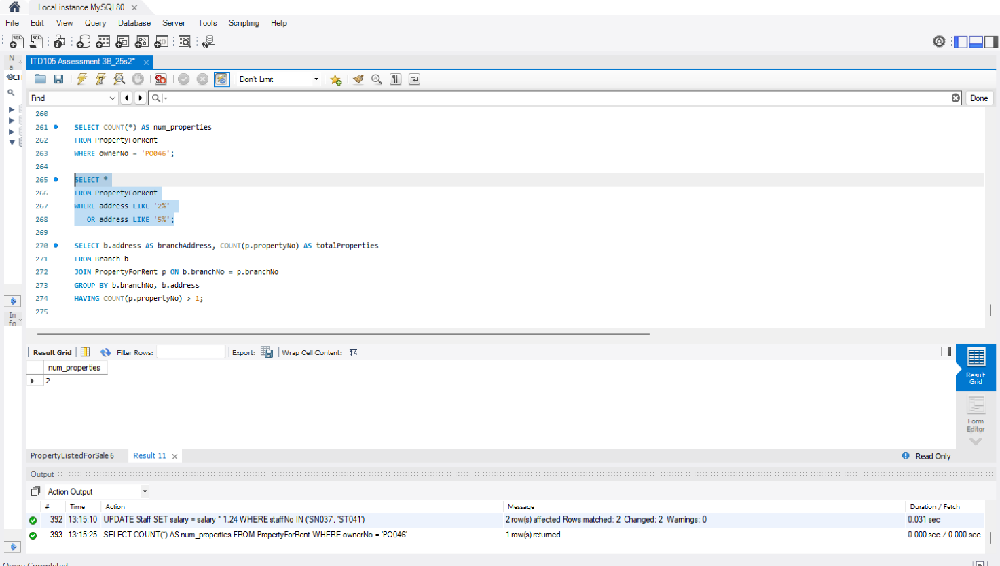 Local instance MySQL80 ×
File Edit View Query Database Server Tools Scripting Help
N
a
ITD105 Assessment 3B_25s2* ×
Don't Limit
Find
Done
260
261 SELECT COUNT(*) AS num_properties
262 FROM PropertyForRent
263 WHERE ownerNo = 'PO046';
264
265 SELECT *
266 FROM PropertyForRent
267 WHERE address LIKE '2%'
268 OR address LIKE '5%';
269
270 SELECT b.address AS branchAddress, COUNT(p.propertyNo) AS totalProperties
271 FROM Branch b
272 JOIN PropertyForRent p ON b.branchNo = p.branchNo
273 GROUP BY b.branchNo, b.address
274 HAVING COUNT(p.propertyNo) > 1;
275
In
fo
Result Grid Filter Rows: Export: Wrap Cell Content:
num_properties
2
Result
Grid
Form
Editor
PropertyListedForSale 6 Result 11 × Read Only
Output
Action Output
# Time Action Message Duration / Fetch
392 13:15:10 UPDATE Staff SET salary = salary * 1.24 WHERE staffNo IN ('SN037', 'ST041') 2 row(s) affected Rows matched: 2 Changed: 2 Warnings: 0 0.031 sec
393 13:15:25 SELECT COUNT(*) AS num_properties FROM PropertyForRent WHERE ownerNo = 'PO046' 1 row(s) returned 0.000 sec / 0.000 sec
Query Completed